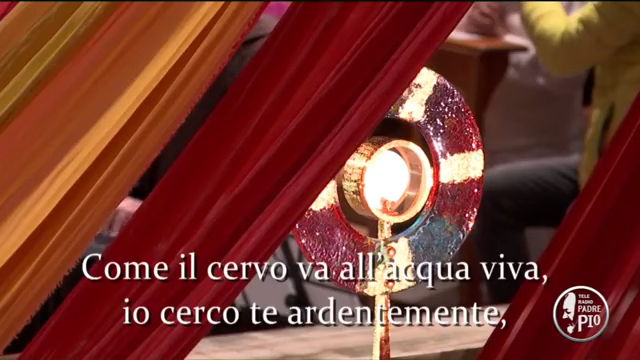 Come il cervo va all'acqua viva,
io cerco te ardentemente,
TELE
RADIO
PADRE
PIO